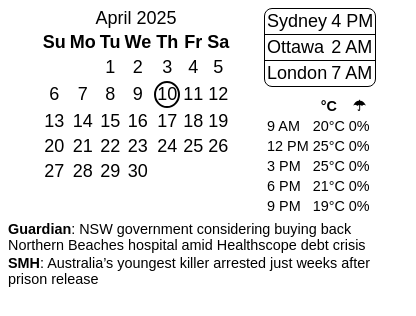 April 2025
Su Mo Tu We Th Fr Sa
1 2 3 4 5
6 7 8 9 10 11 12
13 14 15 16 17 18 19
20 21 22 23 24 25 26
27 28 29 30
Sydney 4 PM
Ottawa 2 AM
London 7 AM
°C ☂
9 AM 20°C 0%
12 PM 25°C 0%
3 PM 25°C 0%
6 PM 21°C 0%
9 PM 19°C 0%
Guardian: NSW government considering buying back
Northern Beaches hospital amid Healthscope debt crisis
SMH: Australia’s youngest killer arrested just weeks after
prison release